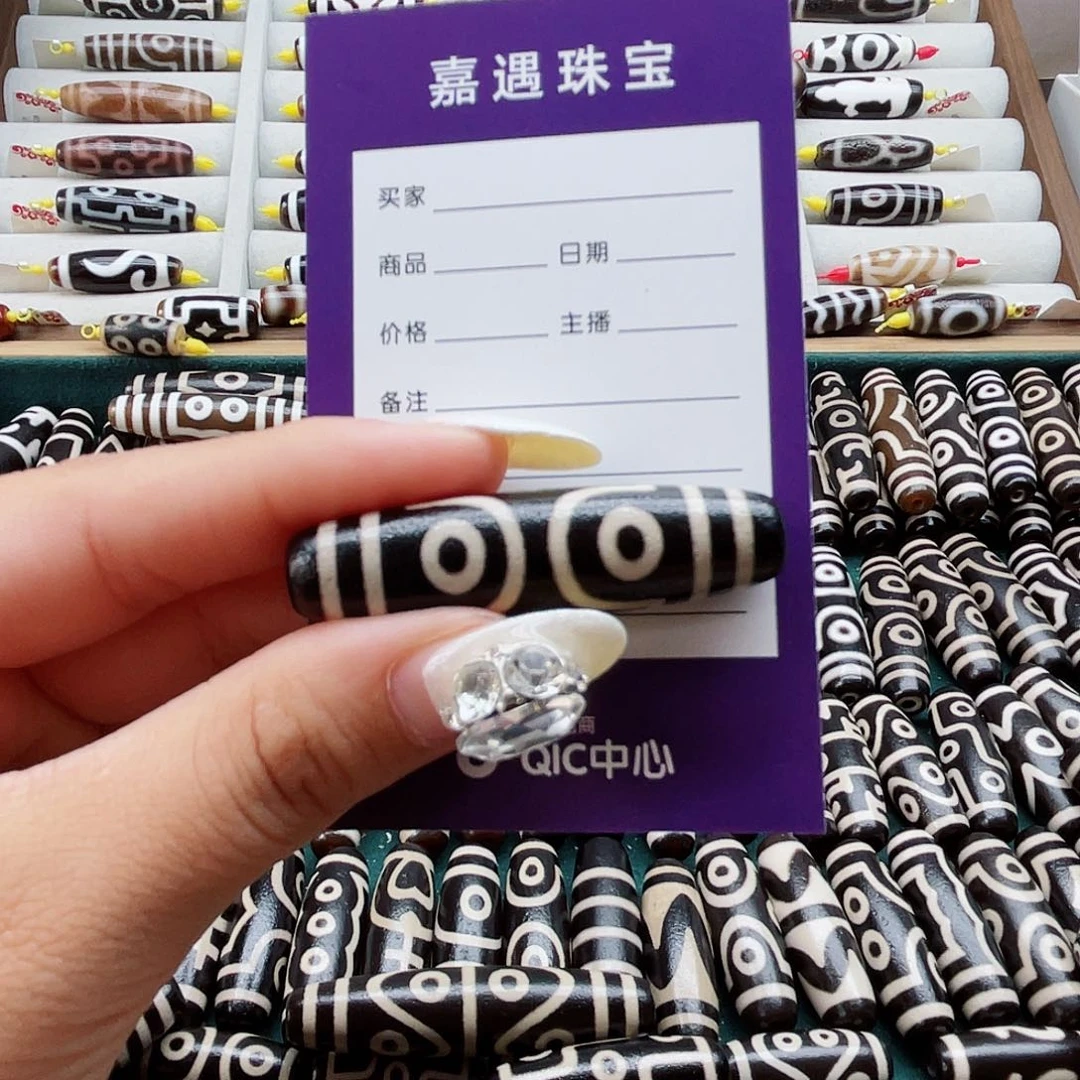 嘉遇珠宝
买家
商品 日期
价格 主播
备注
商
QIC中心